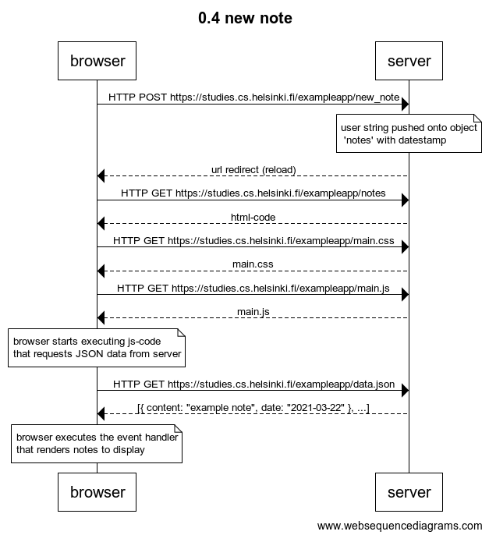 0.4 new note
browser
server
HTTP POST https://studies.cs.helsinki.fi/exampleapp/new_note
user string pushed onto object
'notes' with datestamp
url redirect (reload)
HTTP GET https://studies.cs.helsinki.fi/exampleapp/notes
html-code
HTTP GET https://studies.cs.helsinki.fi/exampleapp/main.css
main.css
HTTP GET https://studies.cs.helsinki.fi/exampleapp/main.js
main.js
browser starts executing js-code
that requests JSON data from server
HTTP GET https://studies.cs.helsinki.fi/exampleapp/data.json
[{ content: "example note", date: "2021-03-22" }, ...]
browser executes the event handler
that renders notes to display
browser
server
www.websequencediagrams.com